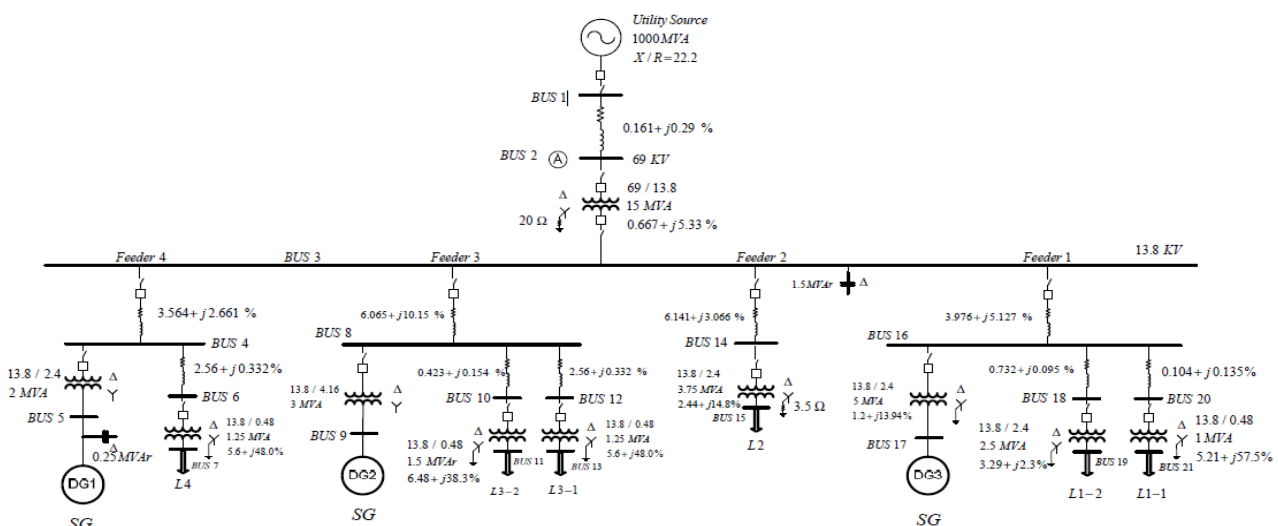 Utility Source
1000 MVA
X / R = 22.2
BUS 1
0.161+ j0.29 %
BUS 2
A
69 KV
Δ
69 / 13.8
15 MVA
20 Ω
0.667+ j5.33 %
Feeder 4
BUS 3
Feeder 3
Feeder 2
Feeder 1
13.8 KV
1.5 MVAr
Δ
3.564+ j2.661 %
6.065+ j10.15 %
6.141+ j3.066 %
3.976+ j5.127 %
BUS 4
BUS 8
BUS 14
BUS 16
13.8 / 2.4
2 MVA
Δ
2.56+ j0.332%
BUS 6
BUS 5
Δ
0.25 MVAr
13.8 / 0.48
1.25 MVA
5.6+ j48.0%
Δ
BUS 7
DG1
L4
SG
13.8 / 4.16
3 MVA
Δ
BUS 9
DG2
SG
0.423+ j0.154 %
2.56+ j0.332 %
BUS 10
BUS 12
13.8 / 0.48
1.5 MVAr
6.48+ j38.3%
Δ
BUS 11
L3−2
13.8 / 0.48
1.25 MVA
5.6+ j48.0%
Δ
BUS 13
L3−1
13.8 / 2.4
3.75 MVA
2.44+ j14.8%
Δ
3.5 Ω
BUS 15
L2
13.8 / 2.4
5 MVA
1.2+ j13.94%
Δ
BUS 17
DG3
SG
0.732+ j0.095 %
0.104+ j0.135%
BUS 18
BUS 20
13.8 / 2.4
2.5 MVA
3.29+ j2.3%
Δ
BUS 19
L1−2
13.8 / 0.48
1 MVA
5.21+ j57.5%
Δ
BUS 21
L1−1